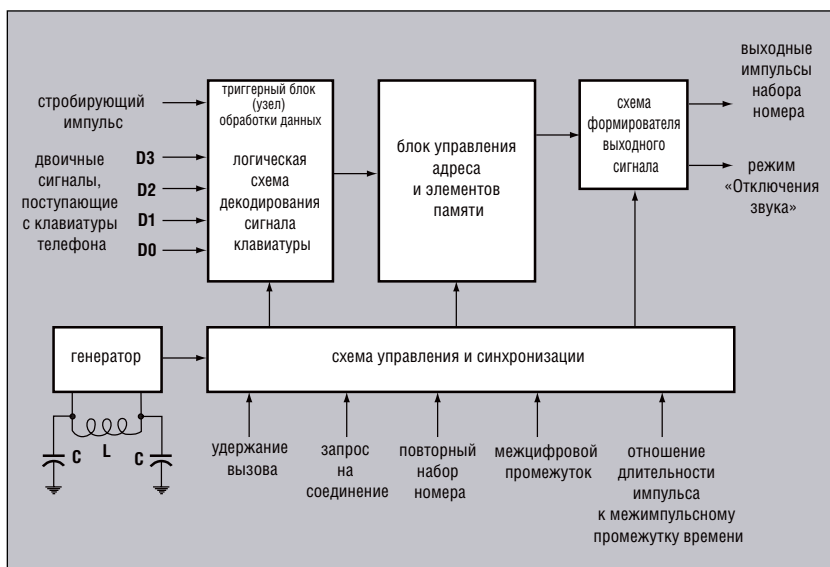 выходные
импульсы
набора
номера
стробирующий
импульс
триггерный блок
(узел)
обработки данных
схема
формирователя
выходного
сигнала
двоичные
сигналы,
поступающие
с клавиатуры
телефона
D3
D2
D1
D0
логическая
схема
декодирования
сигнала
клавиатуры
блок управления
адреса
и элементов
памяти
режим
«Отключения
звука»
генератор
схема управления и синхронизации
C
L
C
удержание
вызова
запрос
на
соединение
повторный
набор
номера
межцифровой
промежуток
отношение
длительности
импульса
к межимпульсному
промежутку времени